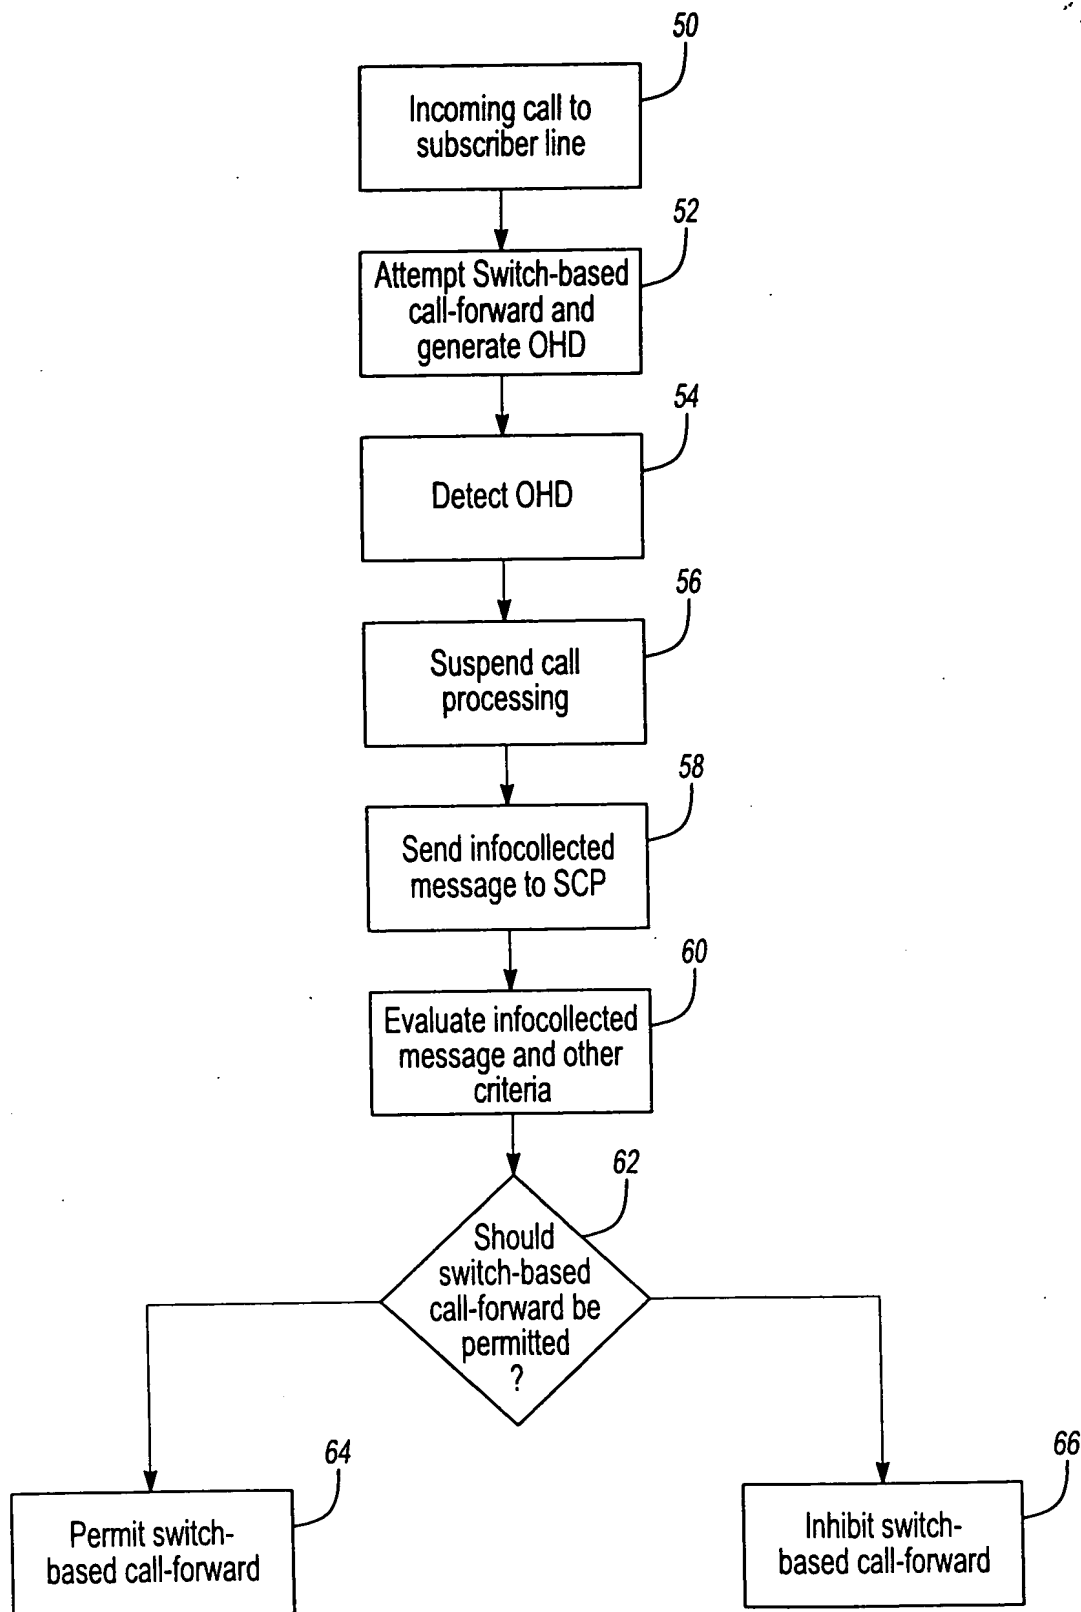 50
Incoming call to
subscriber line
52
Attempt Switch-based
call-forward and
generate OHD
54
Detect OHD
56
Suspend call
processing
58
Send infocollected
message to SCP
60
Evaluate infocollected
message and other
criteria
62
Should
switch-based
call-forward be
permitted
?
64
Permit switch-
based call-forward
66
Inhibit switch-
based call-forward